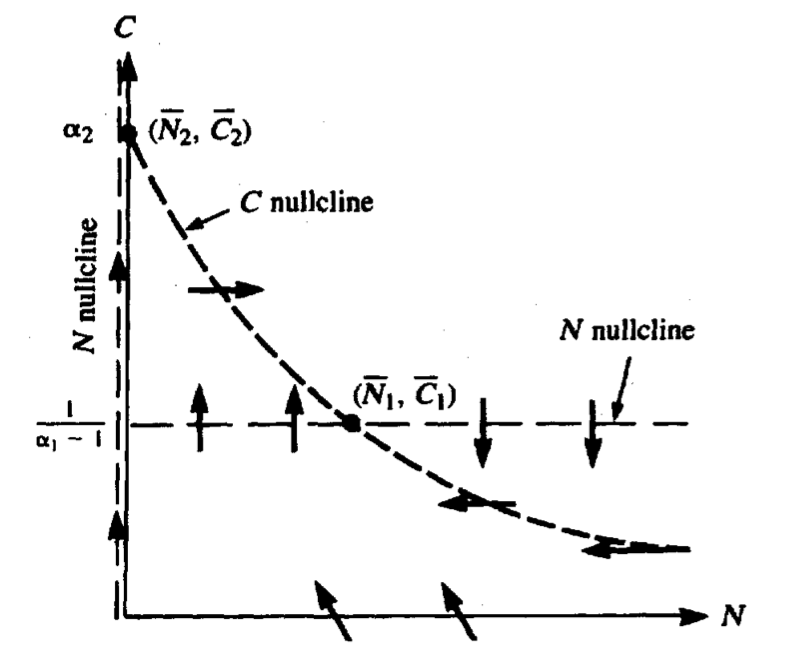 C
α₂
(N̅₂, C̅₂)
C nullcline
N nullcline
N nullcline
(N̅₁, C̅₁)
1
α₁ − 1
N